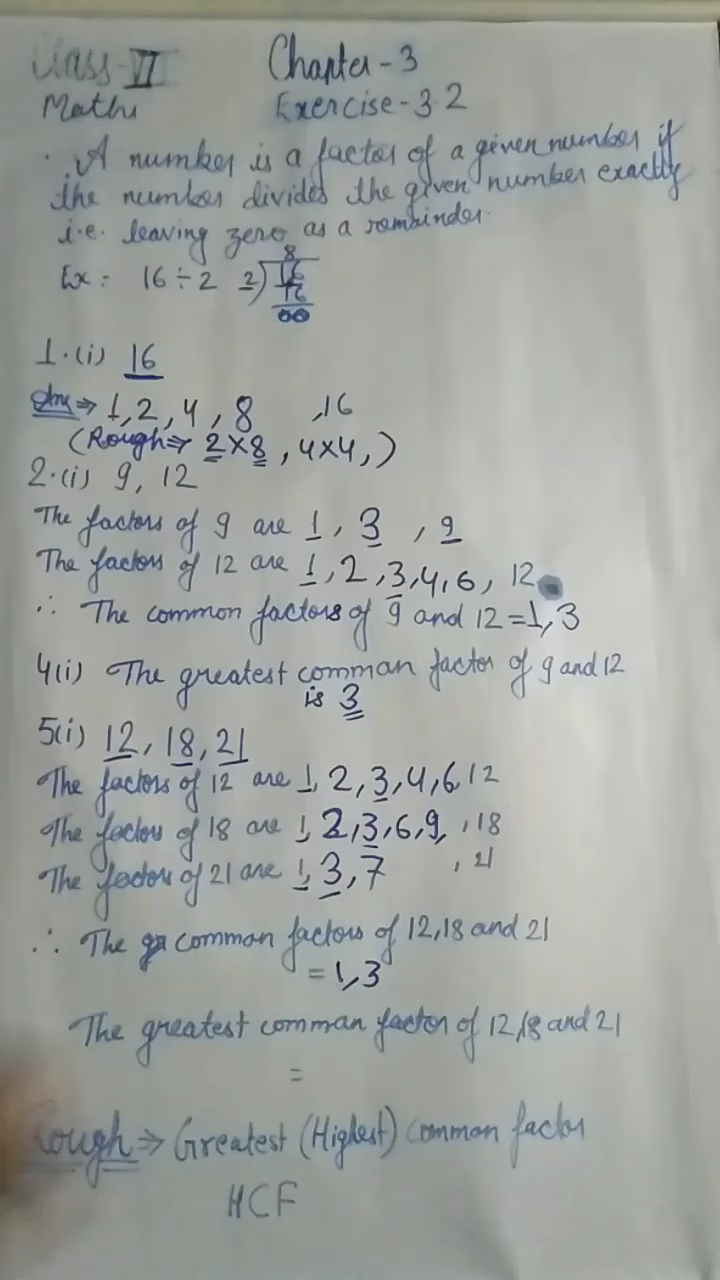 Class-VI Chapter-3
Maths Exercise-3.2
. A number is a factor of a given number if
the number divides the given number exactly
i.e. leaving zero as a remainder.
8
Ex: 16÷2 2)16
16
00
1.(i) 16
Ans⇒ 1,2,4,8 ,16
(Rough⇒ 2×8, 4×4,)
2.(i) 9, 12
The factors of 9 are 1, 3 , 9
The factors of 12 are 1,2,3,4,6, 12
∴ The common factors of 9 and 12=1,3
4(i) The greatest comman factor of 9 and 12
is 3
5(i) 12, 18, 21
The factors of 12 are 1, 2, 3,4,6, 12
The factors of 18 are 1, 2,3,6,9, ,18
The factors of 21 are 1, 3,7 , 21
∴ The common factors of 12,18 and 21
= 1,3
The greatest comman factor of 12,18 and 21
=
Rough⇒ Greatest (Highest) common factor
HCF